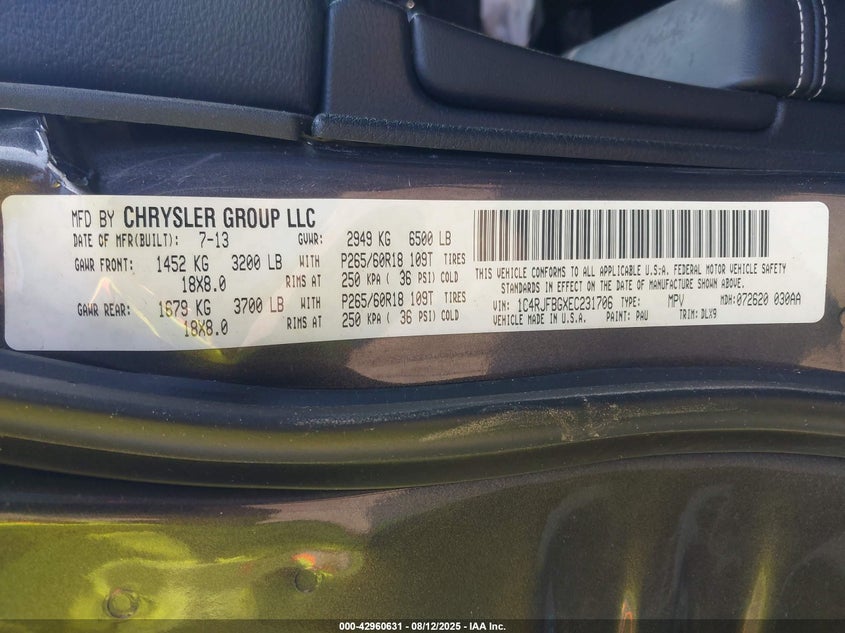 MFD BY CHRYSLER GROUP LLC
DATE OF MFR(BUILT): 7-13 GVWR: 2949 KG 6500 LB
GAWR FRONT: 1452 KG 3200 LB WITH P265/60R18 109T TIRES
18X8.0 RIMS AT 250 KPA ( 36 PSI) COLD
GAWR REAR: 1679 KG 3700 LB WITH P265/60R18 109T TIRES
18X8.0 RIMS AT 250 KPA ( 36 PSI) COLD
THIS VEHICLE CONFORMS TO ALL APPLICABLE U.S.A. FEDERAL MOTOR VEHICLE SAFETY
STANDARDS IN EFFECT ON THE DATE OF MANUFACTURE SHOWN ABOVE.
VIN: 1C4RJFBGXEC231706 TYPE: MPV MDH: 072620 030AA
VEHICLE MADE IN U.S.A. PAINT: PAU TRIM: DLX9
000-42960631 - 08/12/2025 - IAA Inc.